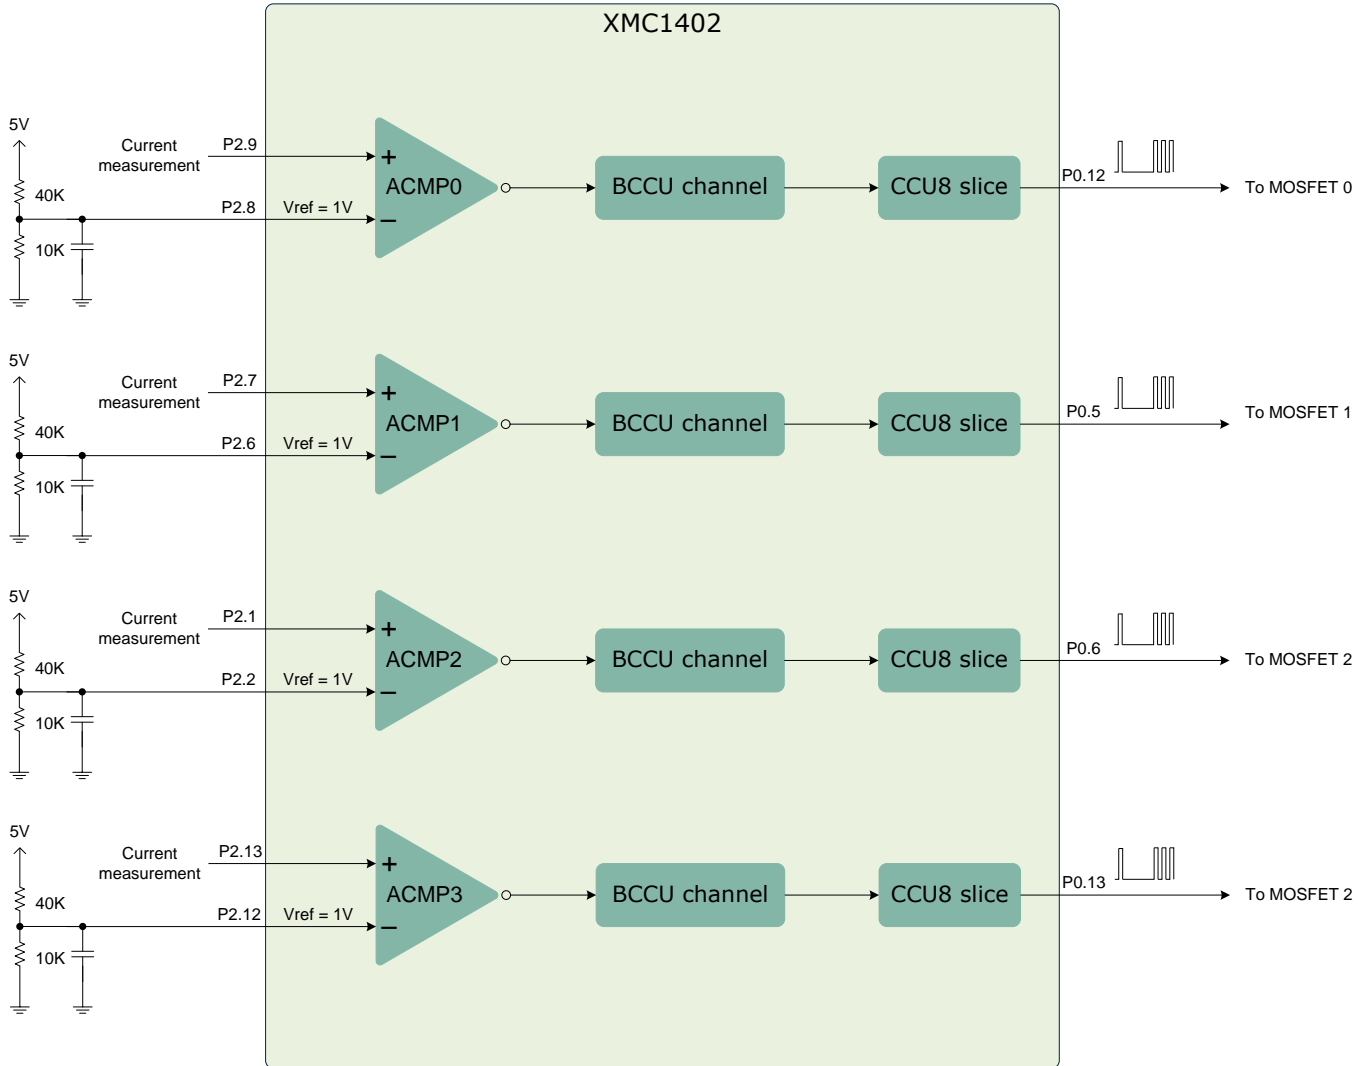 XMC1402
5V
Current
measurement
P2.9
40K
P2.8
Vref = 1V
10K
+
ACMP0
−
BCCU channel
CCU8 slice
P0.12
To MOSFET 0
5V
Current
measurement
P2.7
40K
P2.6
Vref = 1V
10K
+
ACMP1
−
BCCU channel
CCU8 slice
P0.5
To MOSFET 1
5V
Current
measurement
P2.1
40K
P2.2
Vref = 1V
10K
+
ACMP2
−
BCCU channel
CCU8 slice
P0.6
To MOSFET 2
5V
Current
measurement
P2.13
40K
P2.12
Vref = 1V
10K
+
ACMP3
−
BCCU channel
CCU8 slice
P0.13
To MOSFET 2